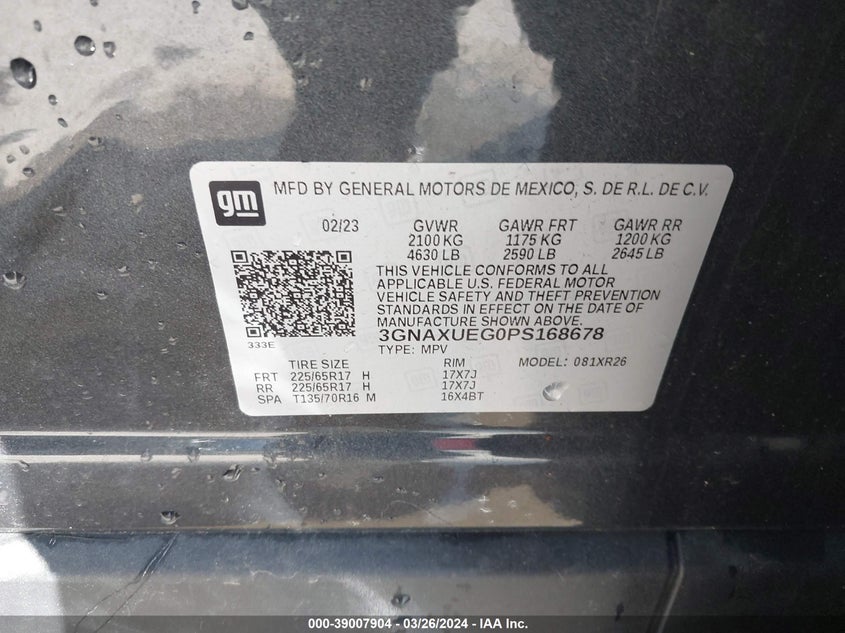 gm MFD BY GENERAL MOTORS DE MEXICO, S. DE R.L. DE C.V.
02/23 GVWR GAWR FRT GAWR RR
2100 KG 1175 KG 1200 KG
4630 LB 2590 LB 2645 LB
THIS VEHICLE CONFORMS TO ALL
APPLICABLE U.S. FEDERAL MOTOR
VEHICLE SAFETY AND THEFT PREVENTION
STANDARDS IN EFFECT ON THE DATE OF
MANUFACTURE SHOWN ABOVE.
333E 3GNAXUEG0PS168678
TYPE: MPV MODEL: 081XR26
TIRE SIZE RIM
FRT 225/65R17 H 17X7J
RR 225/65R17 H 17X7J
SPA T135/70R16 M 16X4BT
000-39007904 - 03/26/2024 - IAA Inc.